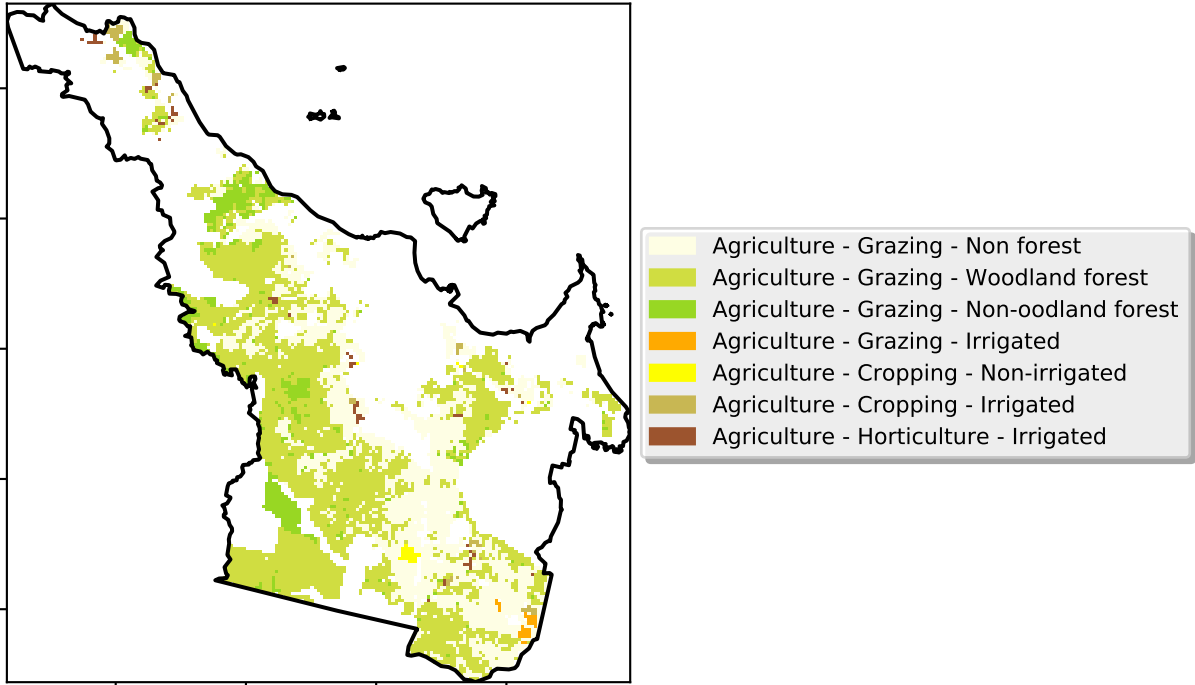 Agriculture - Grazing - Non forest
Agriculture - Grazing - Woodland forest
Agriculture - Grazing - Non-oodland forest
Agriculture - Grazing - Irrigated
Agriculture - Cropping - Non-irrigated
Agriculture - Cropping - Irrigated
Agriculture - Horticulture - Irrigated